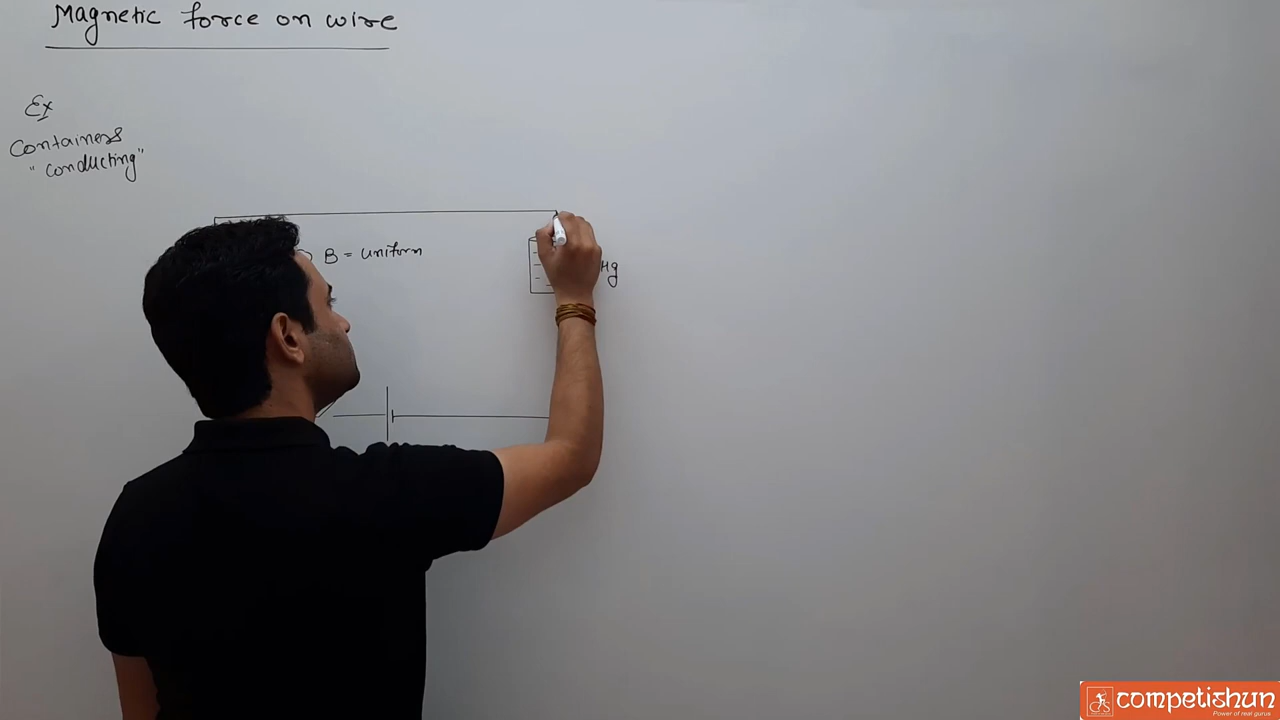 Magnetic force on wire
Ex
Containers
"conducting"
B = uniform
Hg
competishun
Power of real gurus